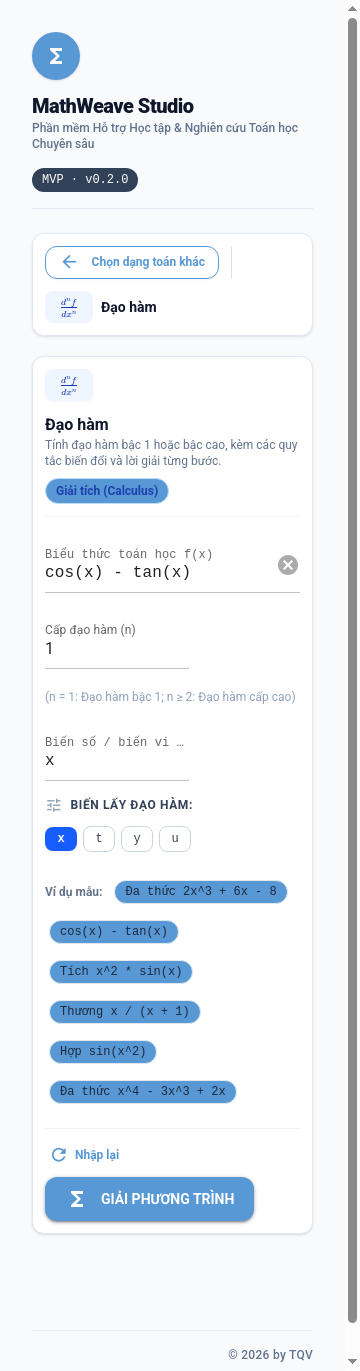 Σ
MathWeave Studio
Phần mềm Hỗ trợ Học tập & Nghiên cứu Toán học
Chuyên sâu
MVP · v0.2.0
Chọn dạng toán khác
dⁿf
dxⁿ
Đạo hàm
dⁿf
dxⁿ
Đạo hàm
Tính đạo hàm bậc 1 hoặc bậc cao, kèm các quy
tắc biến đổi và lời giải từng bước.
Giải tích (Calculus)
Biểu thức toán học f(x)
cos(x) - tan(x)
Cấp đạo hàm (n)
1
(n = 1: Đạo hàm bậc 1; n ≥ 2: Đạo hàm cấp cao)
Biến số / biến vi …
x
BIẾN LẤY ĐẠO HÀM:
x t y u
Ví dụ mẫu: Đa thức 2x^3 + 6x - 8
cos(x) - tan(x)
Tích x^2 * sin(x)
Thương x / (x + 1)
Hợp sin(x^2)
Đa thức x^4 - 3x^3 + 2x
Nhập lại
Σ GIẢI PHƯƠNG TRÌNH
© 2026 by TQV